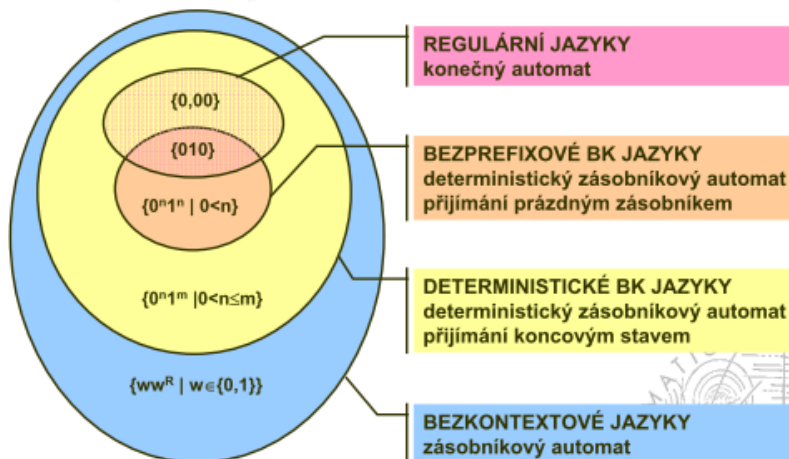 REGULÁRNÍ JAZYKY
konečný automat
{0,00}
{010}
BEZPREFIXOVÉ BK JAZYKY
deterministický zásobníkový automat
přijímání prázdným zásobníkem
{0ⁿ1ⁿ | 0<n}
DETERMINISTICKÉ BK JAZYKY
deterministický zásobníkový automat
přijímání koncovým stavem
{0ⁿ1ᵐ |0<n≤m}
{wwᴿ | w∈{0,1}}
BEZKONTEXTOVÉ JAZYKY
zásobníkový automat